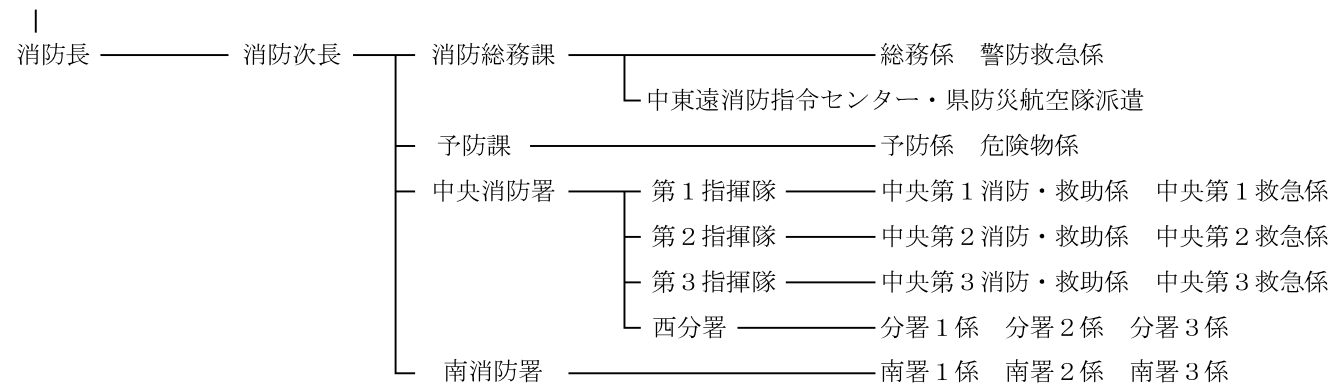 消防長　消防次長　消防総務課　総務係　警防救急係
中東遠消防指令センター・県防災航空隊派遣
予防課　予防係　危険物係
中央消防署　第１指揮隊　中央第１消防・救助係　中央第１救急係
第２指揮隊　中央第２消防・救助係　中央第２救急係
第３指揮隊　中央第３消防・救助係　中央第３救急係
西分署　分署１係　分署２係　分署３係
南消防署　南署１係　南署２係　南署３係